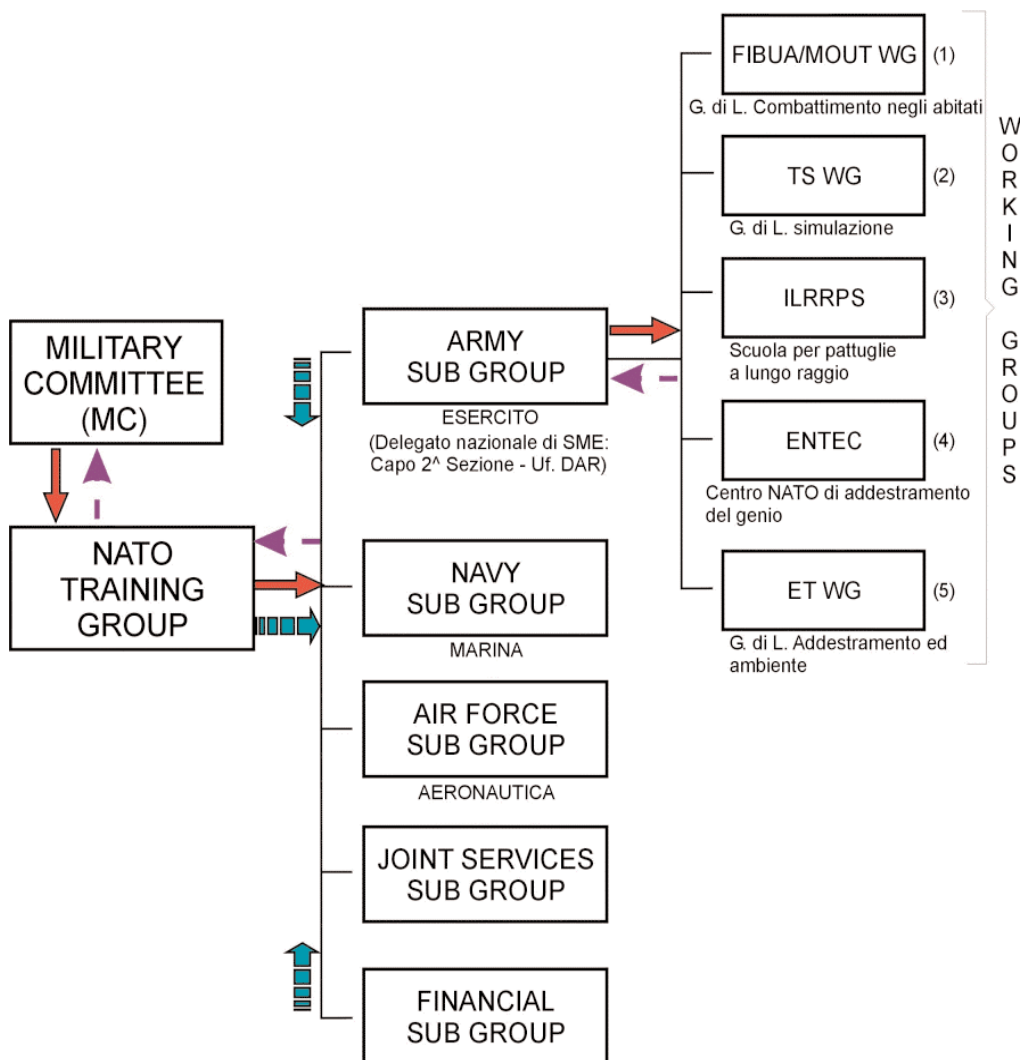 MILITARY
COMMITTEE
(MC)
NATO
TRAINING
GROUP
ARMY
SUB GROUP
ESERCITO
(Delegato nazionale di SME:
Capo 2^ Sezione - Uf. DAR)
NAVY
SUB GROUP
MARINA
AIR FORCE
SUB GROUP
AERONAUTICA
JOINT SERVICES
SUB GROUP
FINANCIAL
SUB GROUP
FIBUA/MOUT WG (1)
G. di L. Combattimento negli abitati
TS WG (2)
G. di L. simulazione
ILRRPS (3)
Scuola per pattuglie
a lungo raggio
ENTEC (4)
Centro NATO di addestramento
del genio
ET WG (5)
G. di L. Addestramento ed
ambiente
WORKING GROUPS